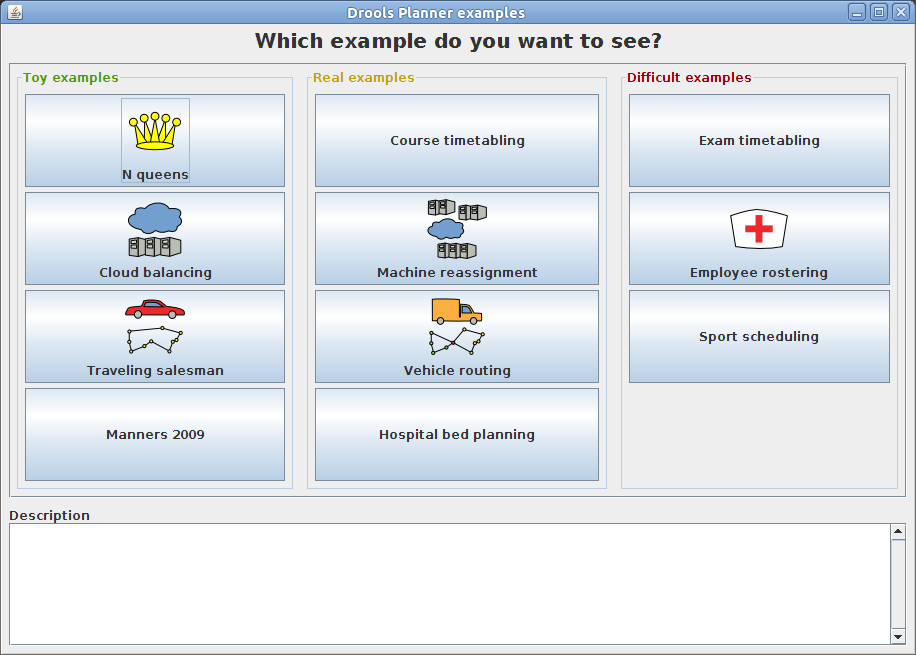 Drools Planner examples
Which example do you want to see?
Toy examples
N queens
Cloud balancing
Traveling salesman
Manners 2009
Real examples
Course timetabling
Machine reassignment
Vehicle routing
Hospital bed planning
Difficult examples
Exam timetabling
Employee rostering
Sport scheduling
Description